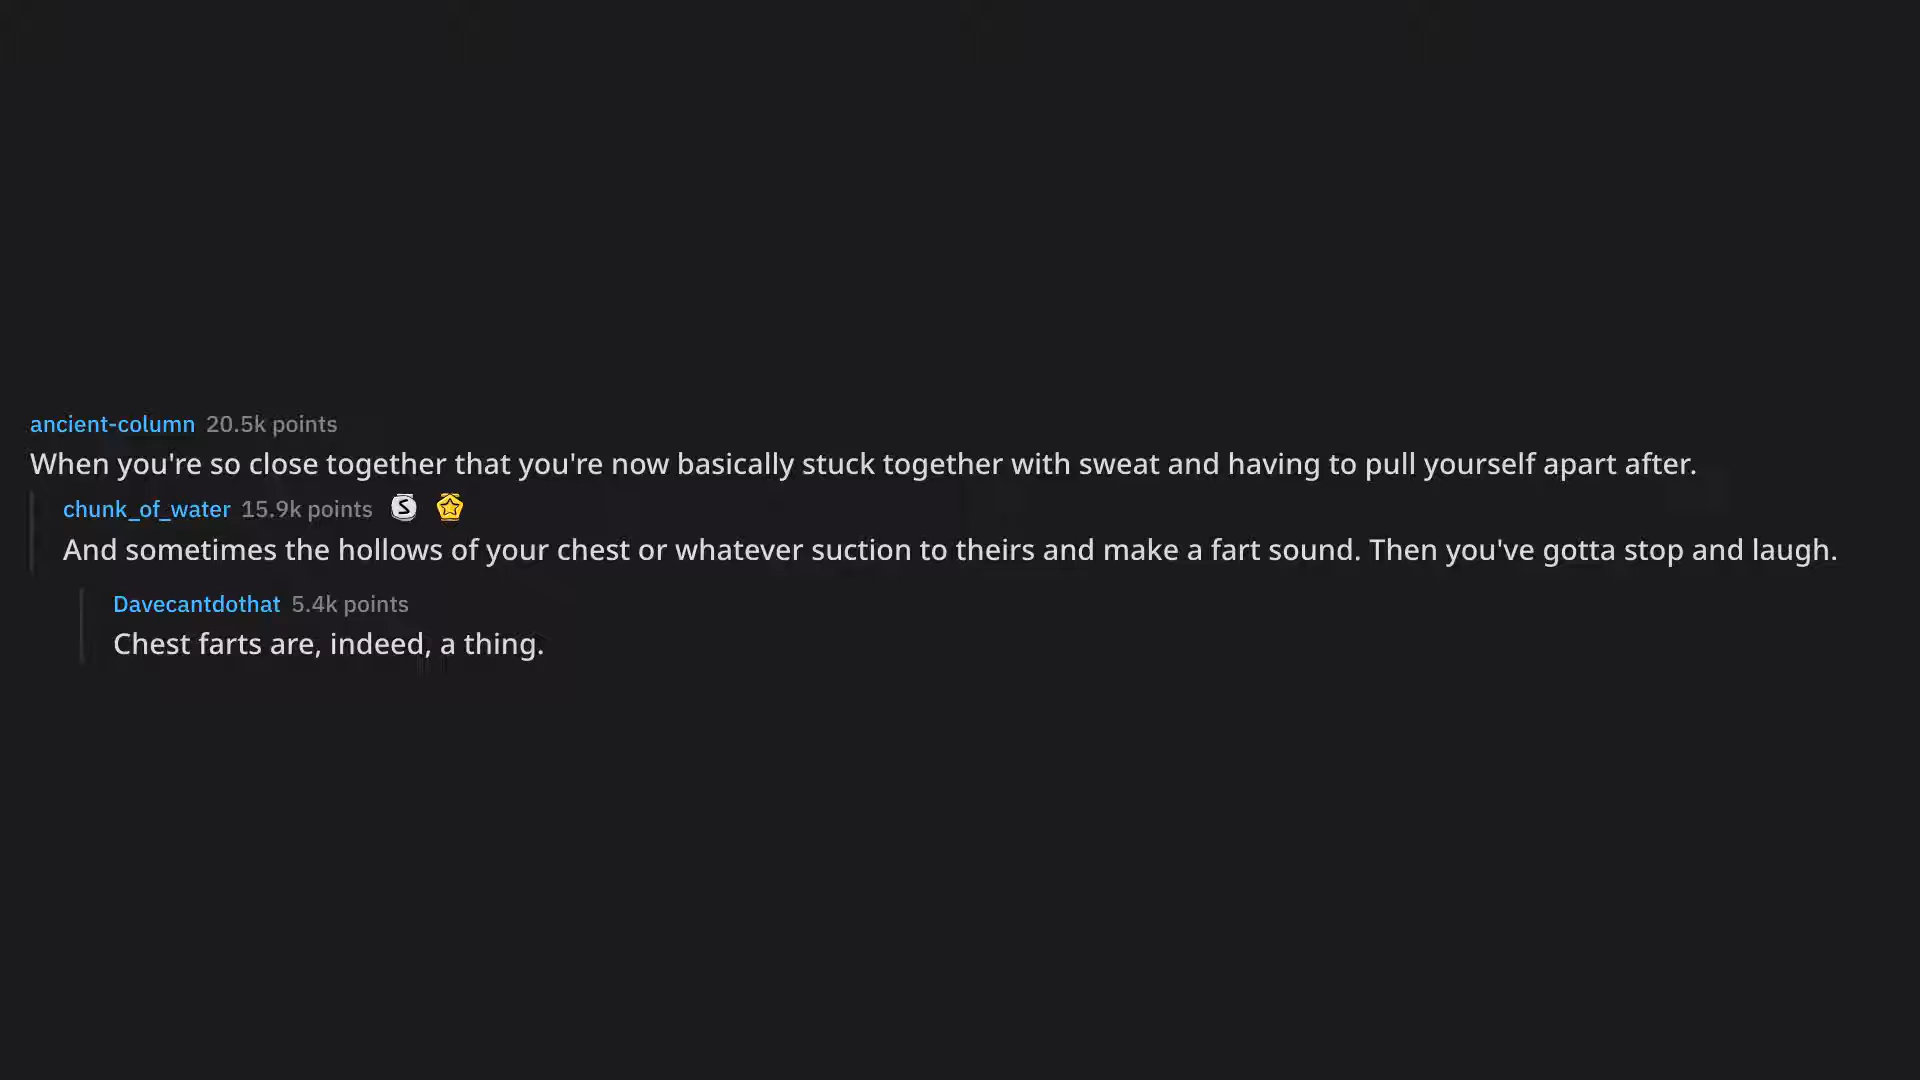 ancient-column 20.5k points
When you're so close together that you're now basically stuck together with sweat and having to pull yourself apart after.
chunk_of_water 15.9k points
And sometimes the hollows of your chest or whatever suction to theirs and make a fart sound. Then you've gotta stop and laugh.
Davecantdothat 5.4k points
Chest farts are, indeed, a thing.